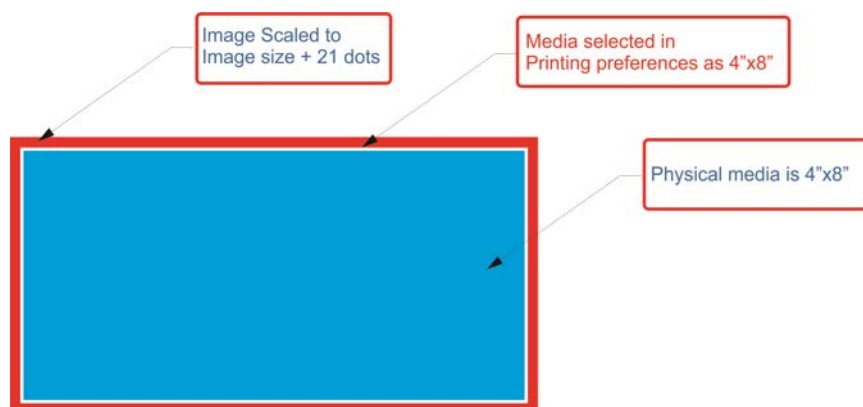 Image Scaled to
Image size + 21 dots
Media selected in
Printing preferences as 4”x8”
Physical media is 4”x8”